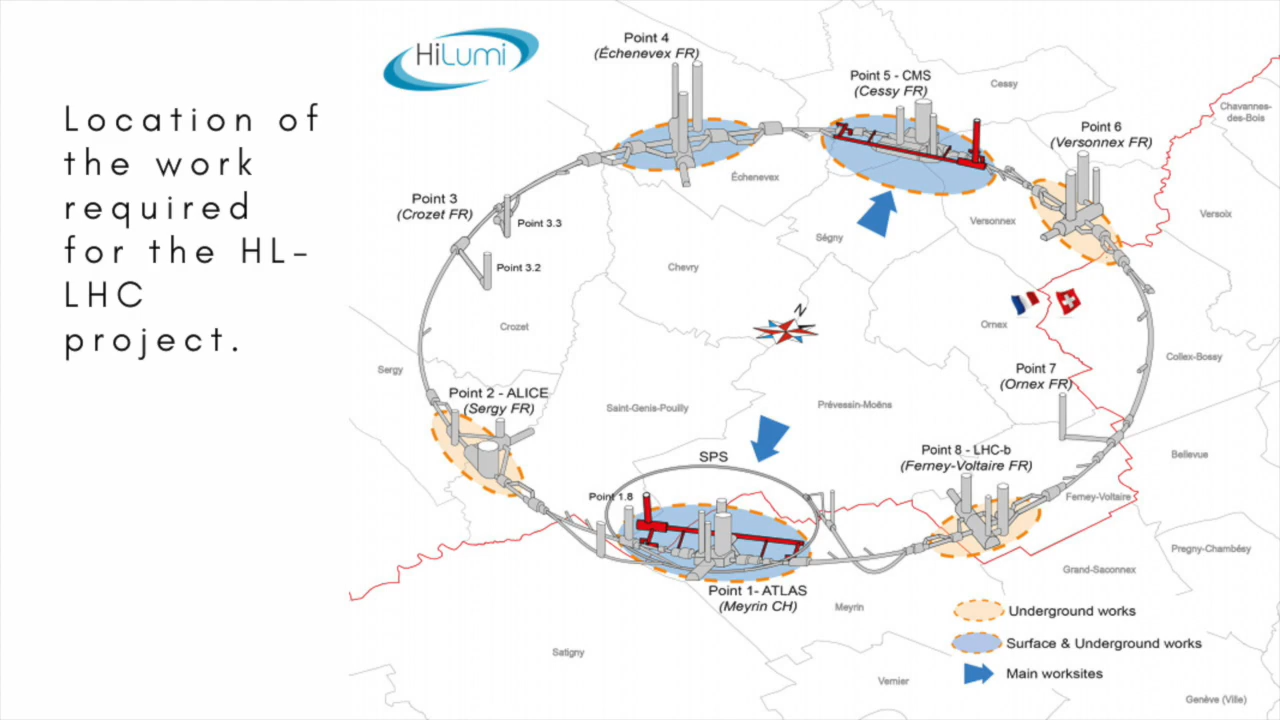 Location of
the work
required
for the HL-
LHC
project.
HiLumi
Point 4
(Échenevex FR)
Point 5 - CMS
(Cessy FR)
Cessy
Chavannes-
des-Bois
Point 6
(Versonnex FR)
Échenevex
Point 3
(Crozet FR)
Point 3.3
Versonnex
Versoix
Ségny
Point 3.2
Chevry
N
Crozet
Ornex
Collex-Bossy
Sergy
Point 7
(Ornex FR)
Point 2 - ALICE
(Sergy FR)
Saint-Genis-Pouilly
Prévessin-Moëns
SPS
Point 8 - LHC-b
(Ferney-Voltaire FR)
Bellevue
Point 1.8
Ferney-Voltaire
Pregny-Chambésy
Grand-Saconnex
Point 1- ATLAS
(Meyrin CH)
Meyrin
Underground works
Surface & Underground works
Satigny
Main worksites
Vernier
Genève (Ville)